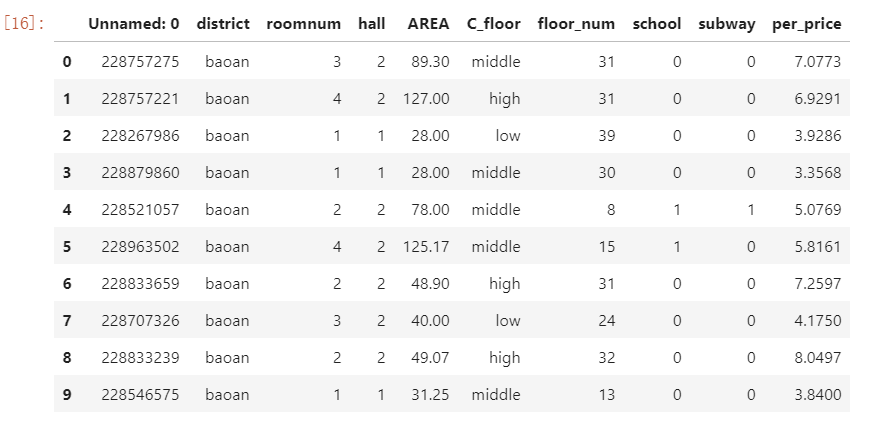 [16]: Unnamed: 0 district roomnum hall AREA C_floor floor_num school subway per_price
0 228757275 baoan 3 2 89.30 middle 31 0 0 7.0773
1 228757221 baoan 4 2 127.00 high 31 0 0 6.9291
2 228267986 baoan 1 1 28.00 low 39 0 0 3.9286
3 228879860 baoan 1 1 28.00 middle 30 0 0 3.3568
4 228521057 baoan 2 2 78.00 middle 8 1 1 5.0769
5 228963502 baoan 4 2 125.17 middle 15 1 0 5.8161
6 228833659 baoan 2 2 48.90 high 31 0 0 7.2597
7 228707326 baoan 3 2 40.00 low 24 0 0 4.1750
8 228833239 baoan 2 2 49.07 high 32 0 0 8.0497
9 228546575 baoan 1 1 31.25 middle 13 0 0 3.8400